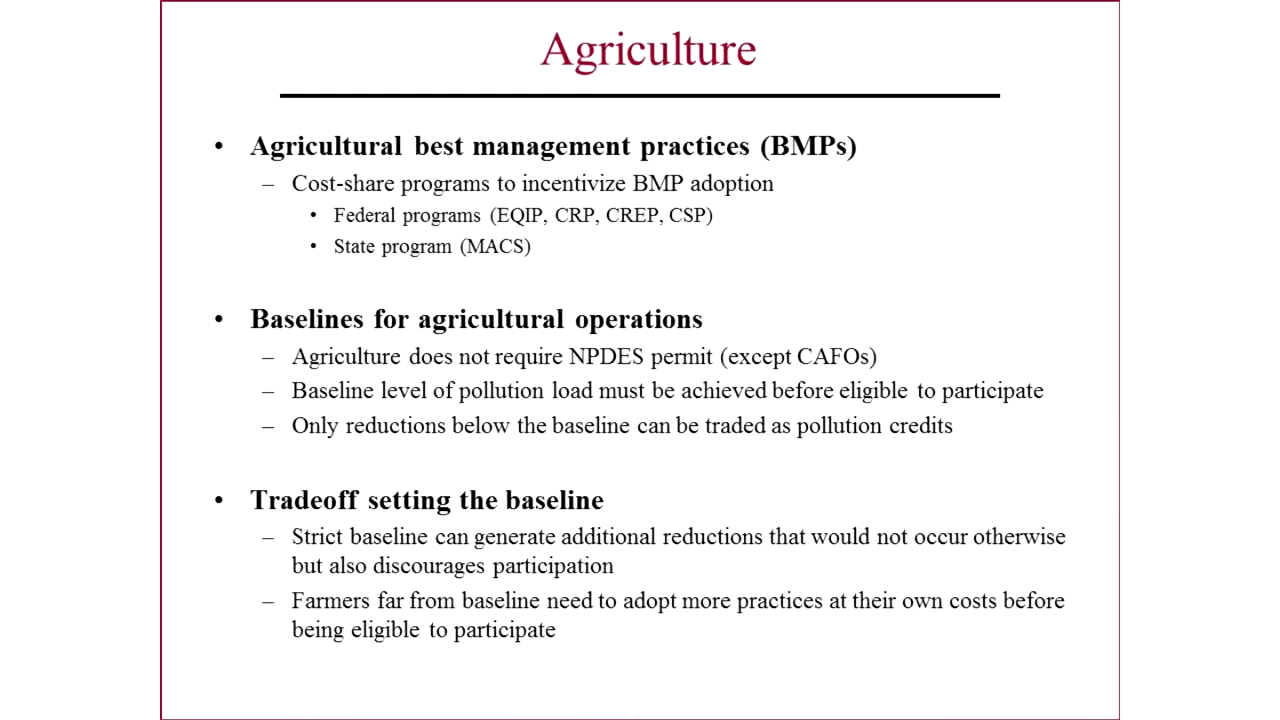 Agriculture
• Agricultural best management practices (BMPs)
– Cost-share programs to incentivize BMP adoption
• Federal programs (EQIP, CRP, CREP, CSP)
• State program (MACS)
• Baselines for agricultural operations
– Agriculture does not require NPDES permit (except CAFOs)
– Baseline level of pollution load must be achieved before eligible to participate
– Only reductions below the baseline can be traded as pollution credits
• Tradeoff setting the baseline
– Strict baseline can generate additional reductions that would not occur otherwise
but also discourages participation
– Farmers far from baseline need to adopt more practices at their own costs before
being eligible to participate